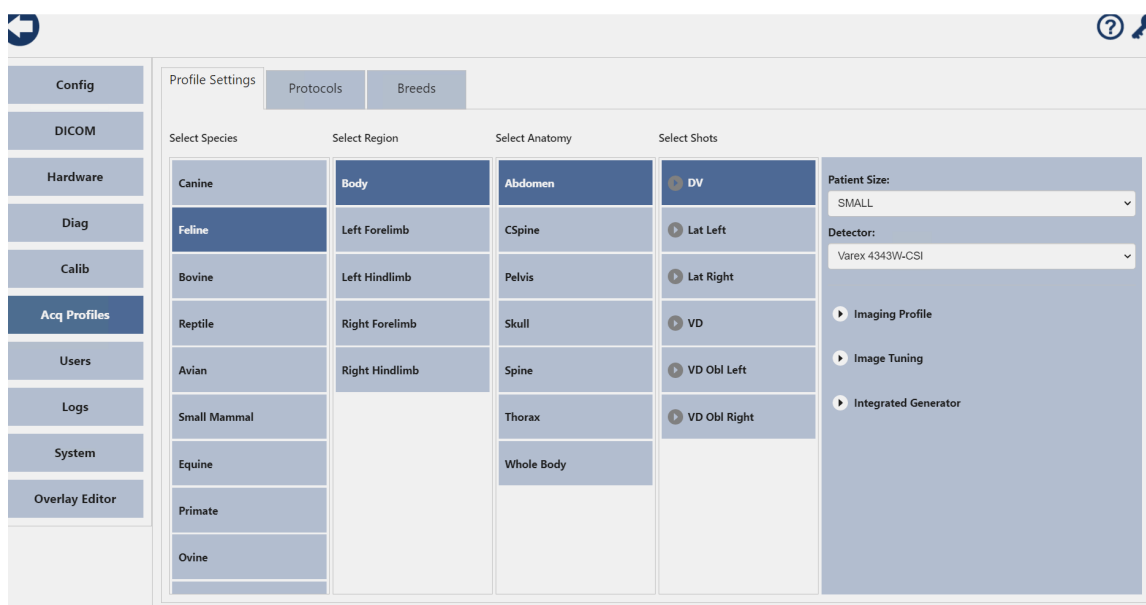 ?
Config
DICOM
Hardware
Diag
Calib
Acq Profiles
Users
Logs
System
Overlay Editor
Profile Settings
Protocols
Breeds
Select Species
Select Region
Select Anatomy
Select Shots
Canine
Feline
Bovine
Reptile
Avian
Small Mammal
Equine
Primate
Ovine
Body
Left Forelimb
Left Hindlimb
Right Forelimb
Right Hindlimb
Abdomen
CSpine
Pelvis
Skull
Spine
Thorax
Whole Body
DV
Lat Left
Lat Right
VD
VD Obl Left
VD Obl Right
Patient Size:
SMALL
Detector:
Varex 4343W-CSI
Imaging Profile
Image Tuning
Integrated Generator